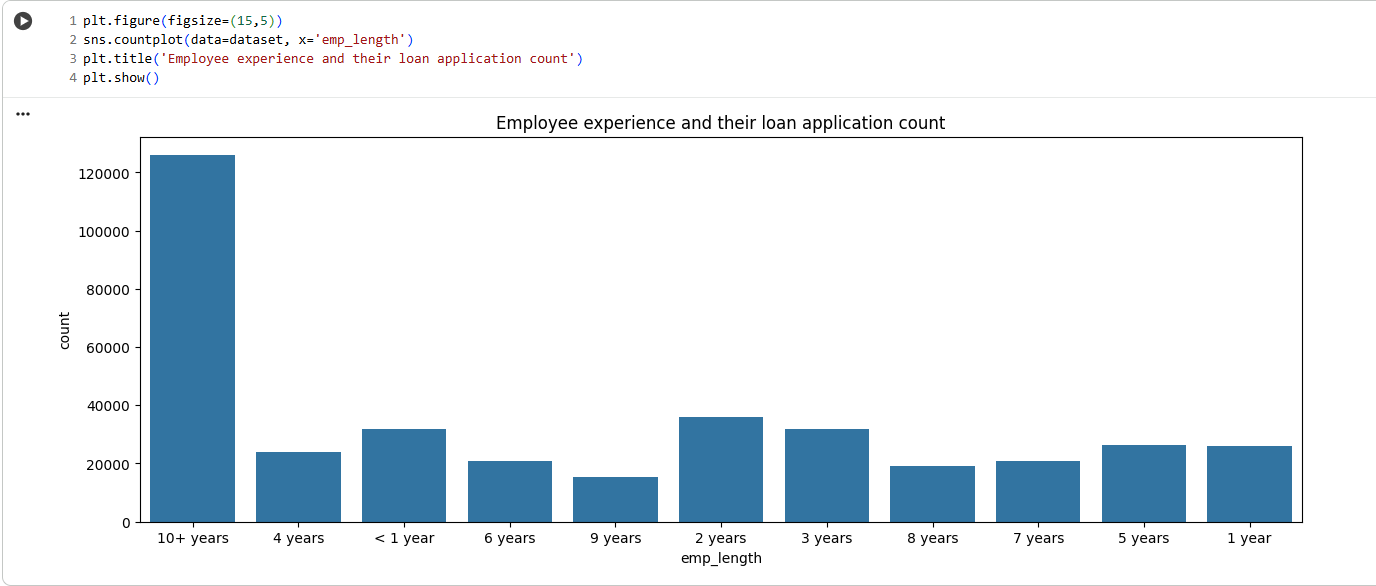 1 plt.figure(figsize=(15,5))
2 sns.countplot(data=dataset, x='emp_length')
3 plt.title('Employee experience and their loan application count')
4 plt.show()
Employee experience and their loan application count
120000
100000
80000
60000
40000
20000
0
count
10+ years 4 years < 1 year 6 years 9 years 2 years 3 years 8 years 7 years 5 years 1 year
emp_length